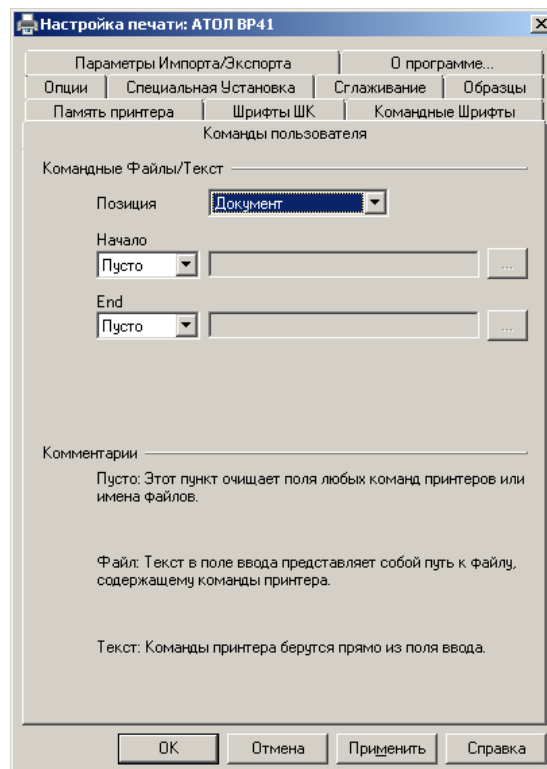 Настройка печати: АТОЛ BP41
Параметры Импорта/Экспорта О программе...
Опции Специальная Установка Сглаживание Образцы
Память принтера Шрифты ШК Командные Шрифты
Команды пользователя
Командные Файлы/Текст
Позиция Документ
Начало
Пусто ...
End
Пусто ...
Комментарии
Пусто: Этот пункт очищает поля любых команд принтеров или
имена файлов.
Файл: Текст в поле ввода представляет собой путь к файлу,
содержащему команды принтера.
Текст: Команды принтера берутся прямо из поля ввода.
OK Отмена Применить Справка